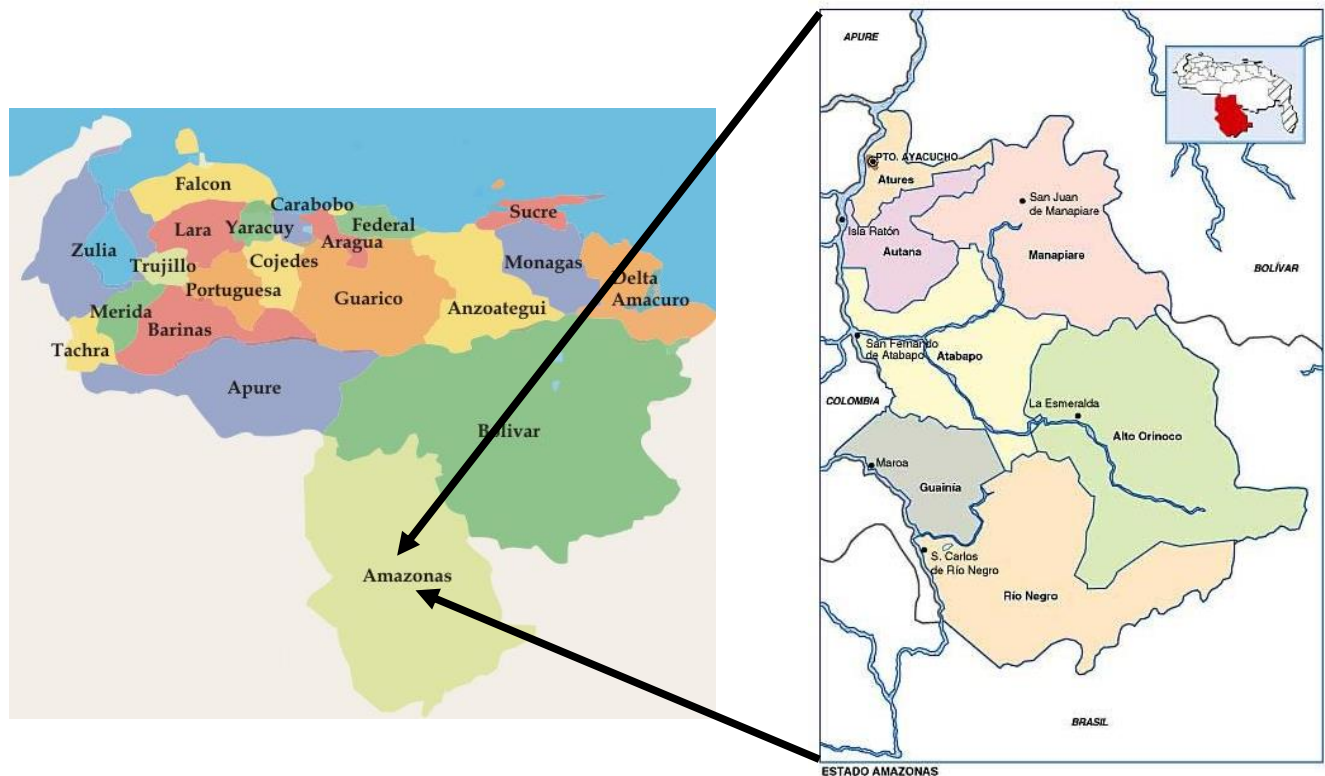 Falcon
Carabobo
Sucre
Lara
Yaracuy
Federal
Aragua
Zulia
Trujillo
Cojedes
Monagas
Delta
Amacuro
Portuguesa
Guarico
Anzoategui
Merida
Barinas
Tachra
Apure
Bolivar
Amazonas
APURE
PTO. AYACUCHO
Atures
San Juan
de Manapiare
Isla Ratón
Autana
Manapiare
BOLÍVAR
San Fernando
de Atabapo
Atabapo
COLOMBIA
La Esmeralda
Alto Orinoco
Maroa
Guainía
S. Carlos
de Río Negro
Río Negro
BRASIL
ESTADO AMAZONAS